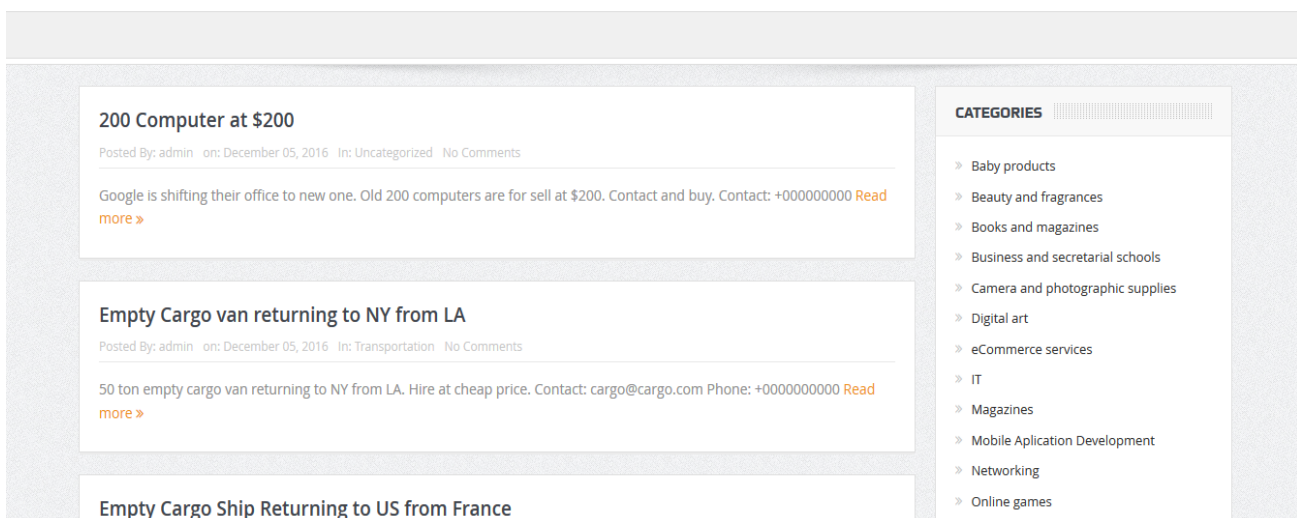 200 Computer at $200
Posted By: admin on: December 05, 2016 In: Uncategorized No Comments
Google is shifting their office to new one. Old 200 computers are for sell at $200. Contact and buy. Contact: +000000000 Read
more »
Empty Cargo van returning to NY from LA
Posted By: admin on: December 05, 2016 In: Transportation No Comments
50 ton empty cargo van returning to NY from LA. Hire at cheap price. Contact: cargo@cargo.com Phone: +0000000000 Read
more »
Empty Cargo Ship Returning to US from France
CATEGORIES
» Baby products
» Beauty and fragrances
» Books and magazines
» Business and secretarial schools
» Camera and photographic supplies
» Digital art
» eCommerce services
» IT
» Magazines
» Mobile Aplication Development
» Networking
» Online games